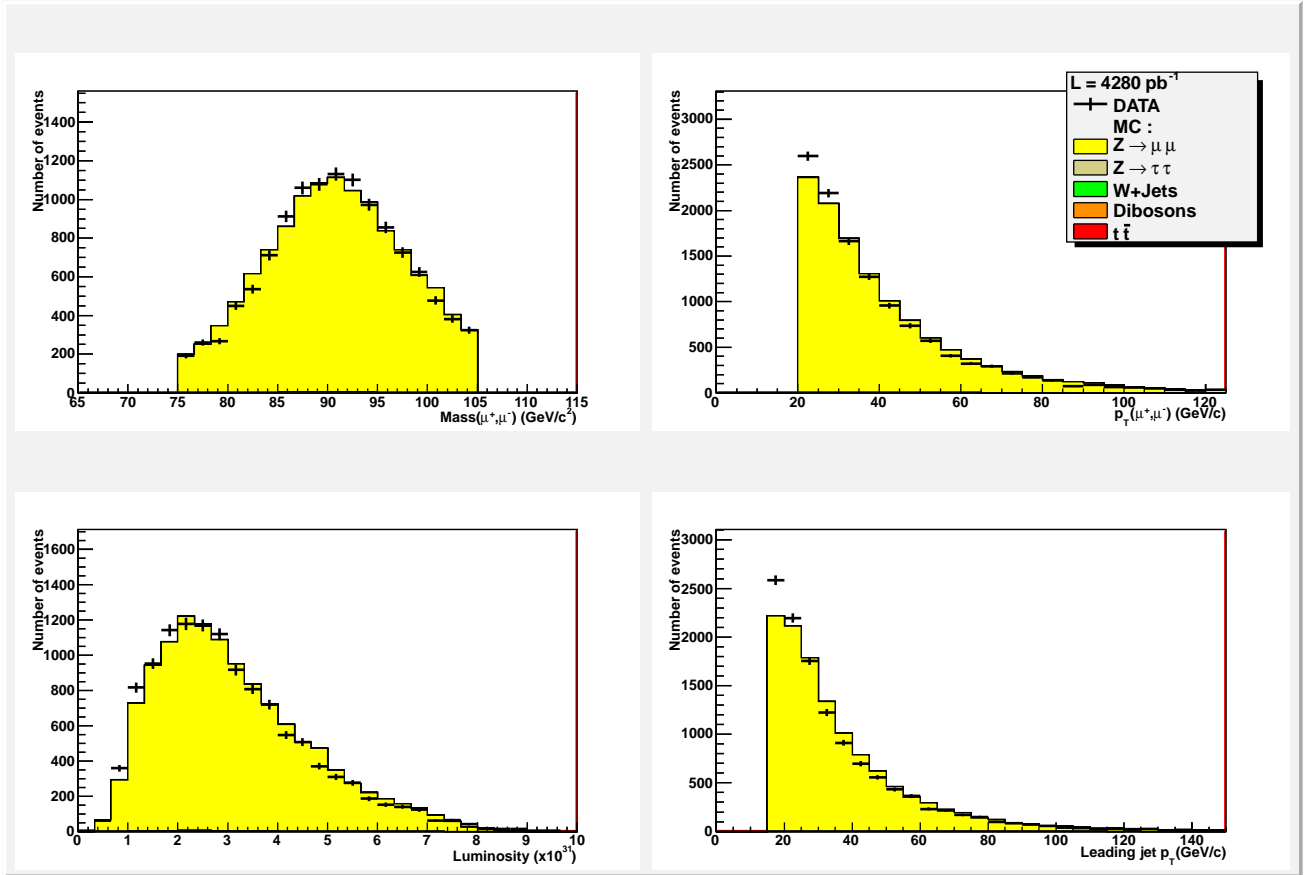 Number of events
1400
1200
1000
800
600
400
200
0
65 70 75 80 85 90 95 100 105 110 115
Mass(μ⁺,μ⁻) (GeV/c²)
Number of events
3000
2500
2000
1500
1000
500
0
0 20 40 60 80 100 120
p_T(μ⁺,μ⁻) (GeV/c)
L = 4280 pb⁻¹
DATA
MC :
Z → μ μ
Z → τ τ
W+Jets
Dibosons
t t̄
Number of events
1600
1400
1200
1000
800
600
400
200
0
0 1 2 3 4 5 6 7 8 9 10
Luminosity (x10³¹)
Number of events
3000
2500
2000
1500
1000
500
0
0 20 40 60 80 100 120 140
Leading jet p_T(GeV/c)